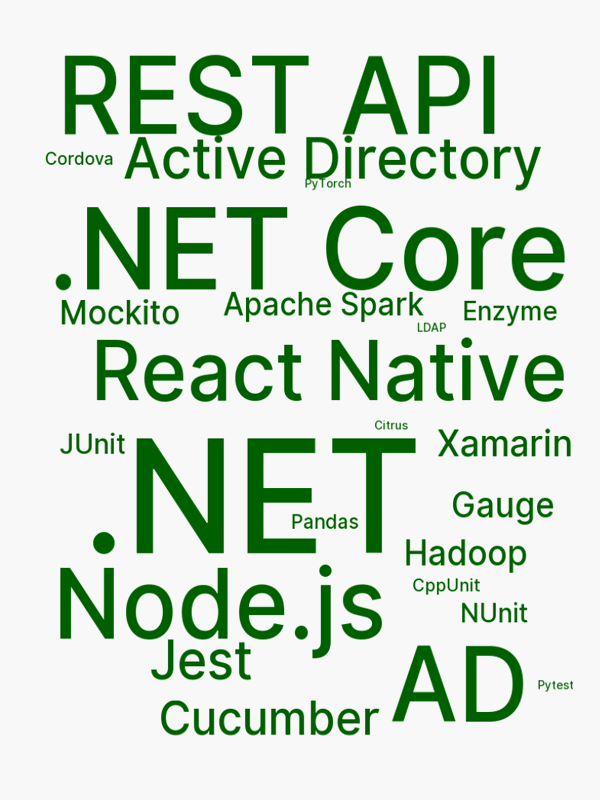 REST API
Cordova
Active Directory
PyTorch
.NET Core
Mockito
Apache Spark
Enzyme
LDAP
React Native
Citrus
JUnit
.NET
Xamarin
Gauge
Pandas
Hadoop
CppUnit
Node.js
NUnit
Jest
AD
Pytest
Cucumber